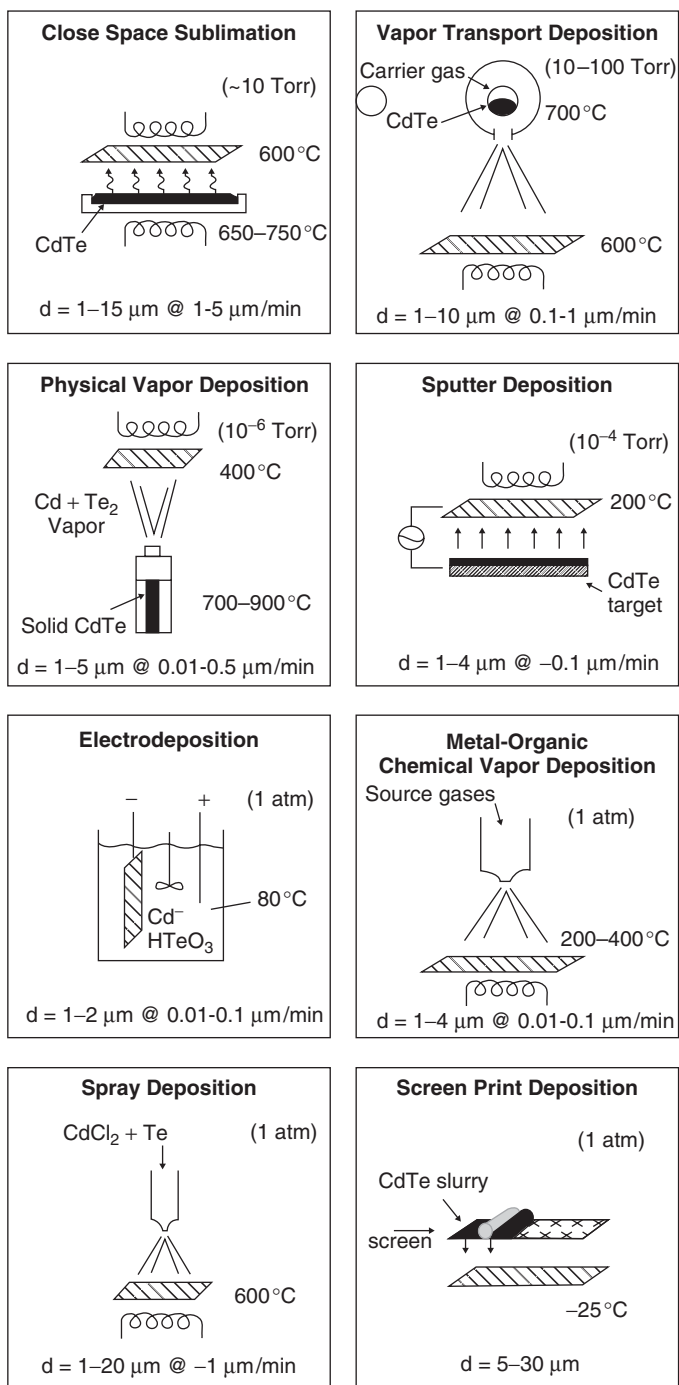 Close Space Sublimation
(~10 Torr)
600°C
CdTe
650–750°C
d = 1–15 μm @ 1-5 μm/min
Vapor Transport Deposition
Carrier gas
(10–100 Torr)
CdTe
700°C
600°C
d = 1–10 μm @ 0.1-1 μm/min
Physical Vapor Deposition
(10⁻⁶ Torr)
400°C
Cd + Te₂
Vapor
700–900°C
Solid CdTe
d = 1–5 μm @ 0.01-0.5 μm/min
Sputter Deposition
(10⁻⁴ Torr)
200°C
CdTe
target
d = 1–4 μm @ −0.1 μm/min
Electrodeposition
− + (1 atm)
80°C
Cd⁻
HTeO₃
d = 1–2 μm @ 0.01-0.1 μm/min
Metal-Organic
Chemical Vapor Deposition
Source gases
(1 atm)
200–400°C
d = 1–4 μm @ 0.01-0.1 μm/min
Spray Deposition
CdCl₂ + Te (1 atm)
600°C
d = 1–20 μm @ −1 μm/min
Screen Print Deposition
(1 atm)
CdTe slurry
screen
−25°C
d = 5–30 μm